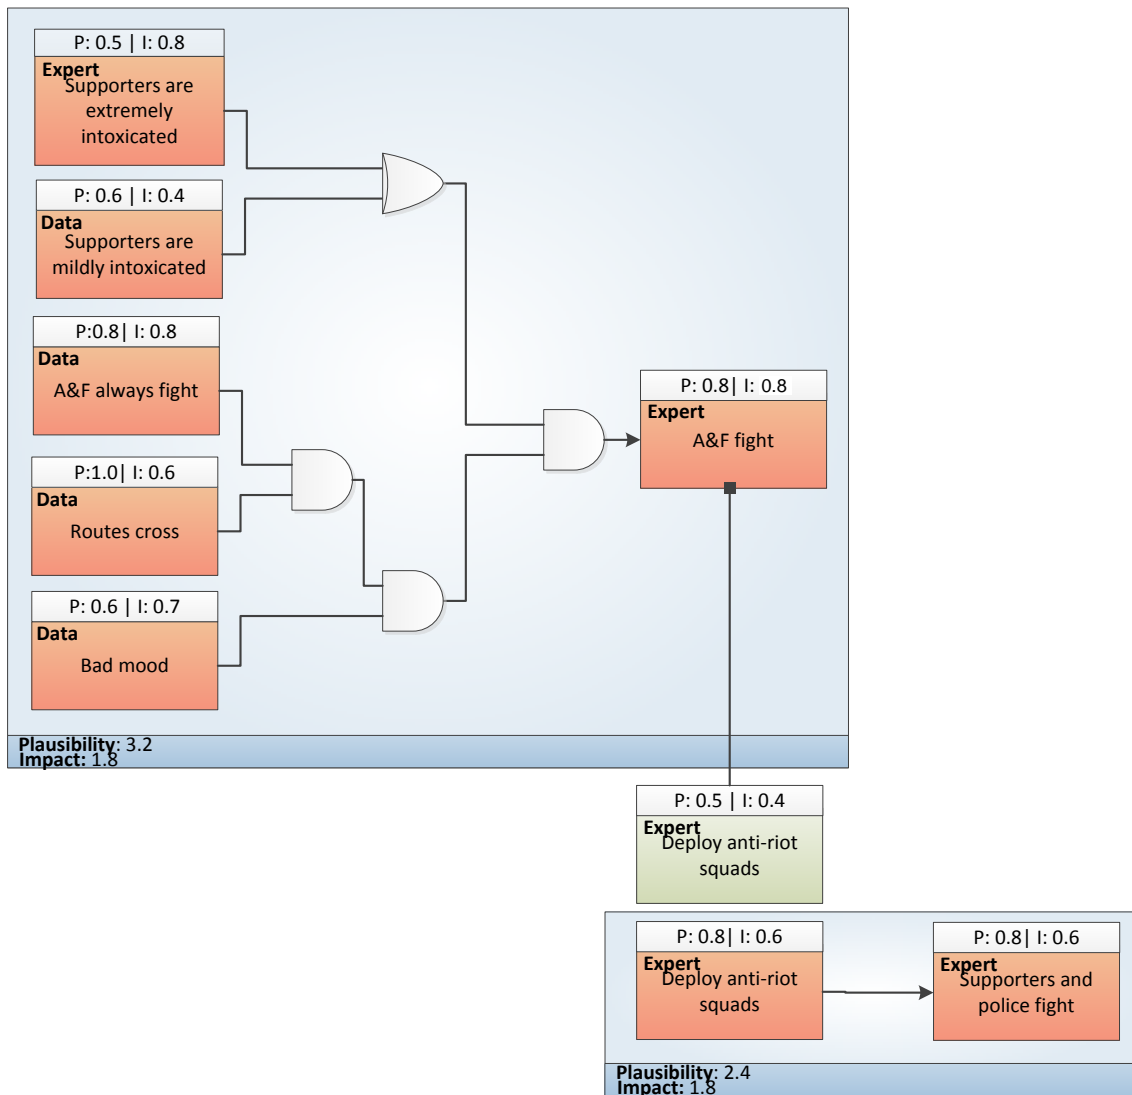 P: 0.5 | I: 0.8
Expert
Supporters are
extremely
intoxicated
P: 0.6 | I: 0.4
Data
Supporters are
mildly intoxicated
P:0.8| I: 0.8
Data
A&F always fight
P:1.0| I: 0.6
Data
Routes cross
P: 0.6 | I: 0.7
Data
Bad mood
P: 0.8| I: 0.8
Expert
A&F fight
Plausibility: 3.2
Impact: 1.8
P: 0.5 | I: 0.4
Expert
Deploy anti-riot
squads
P: 0.8| I: 0.6
Expert
Deploy anti-riot
squads
P: 0.8| I: 0.6
Expert
Supporters and
police fight
Plausibility: 2.4
Impact: 1.8